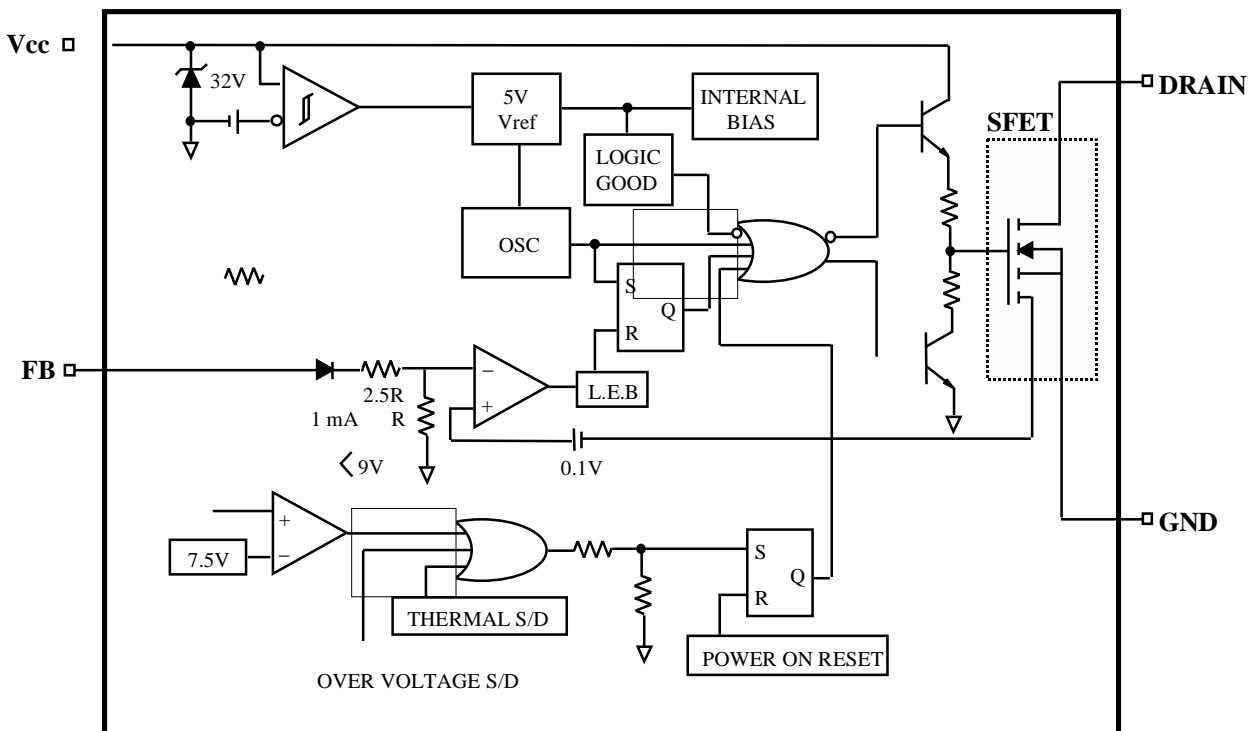 Vcc
32V
5V
Vref
INTERNAL
BIAS
DRAIN
SFET
LOGIC
GOOD
OSC
S
Q
R
FB
2.5R
1 mA
R
−
+
L.E.B
9V
0.1V
+
−
7.5V
GND
S
Q
R
THERMAL S/D
POWER ON RESET
OVER VOLTAGE S/D